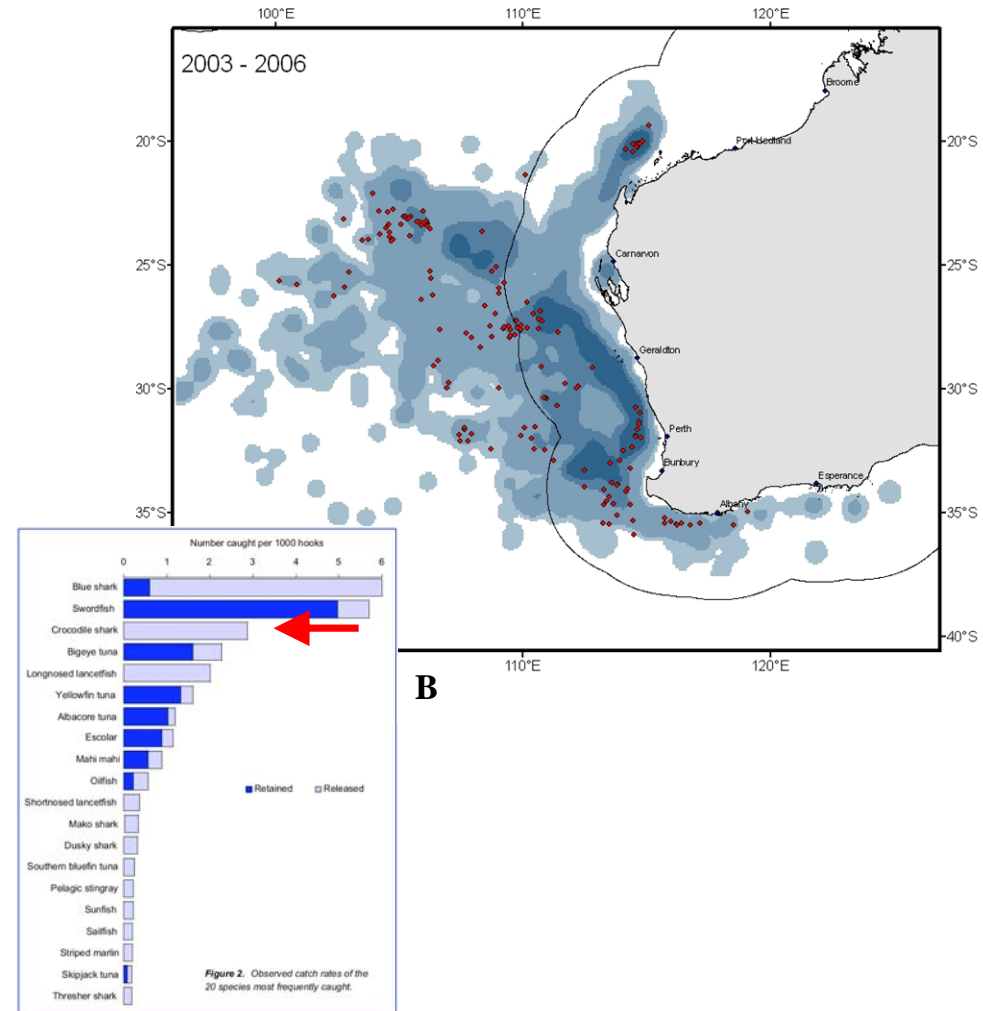 100°E 110°E 120°E
2003 - 2006
Broome
20°S
Port Hedland
20°S
25°S
Carnarvon
25°S
Geraldton
30°S
30°S
Perth
Bunbury
Esperance
35°S
Albany
35°S
40°S
110°E 120°E
B
Number caught per 1000 hooks
0 1 2 3 4 5 6
Blue shark
Swordfish
Crocodile shark
Bigeye tuna
Longnosed lancetfish
Yellowfin tuna
Albacore tuna
Escolar
Mahi mahi
Oilfish
Retained Released
Shortnosed lancetfish
Mako shark
Dusky shark
Southern bluefin tuna
Pelagic stingray
Sunfish
Sailfish
Striped marlin
Skipjack tuna
Thresher shark
Figure 2. Observed catch rates of the
20 species most frequently caught.